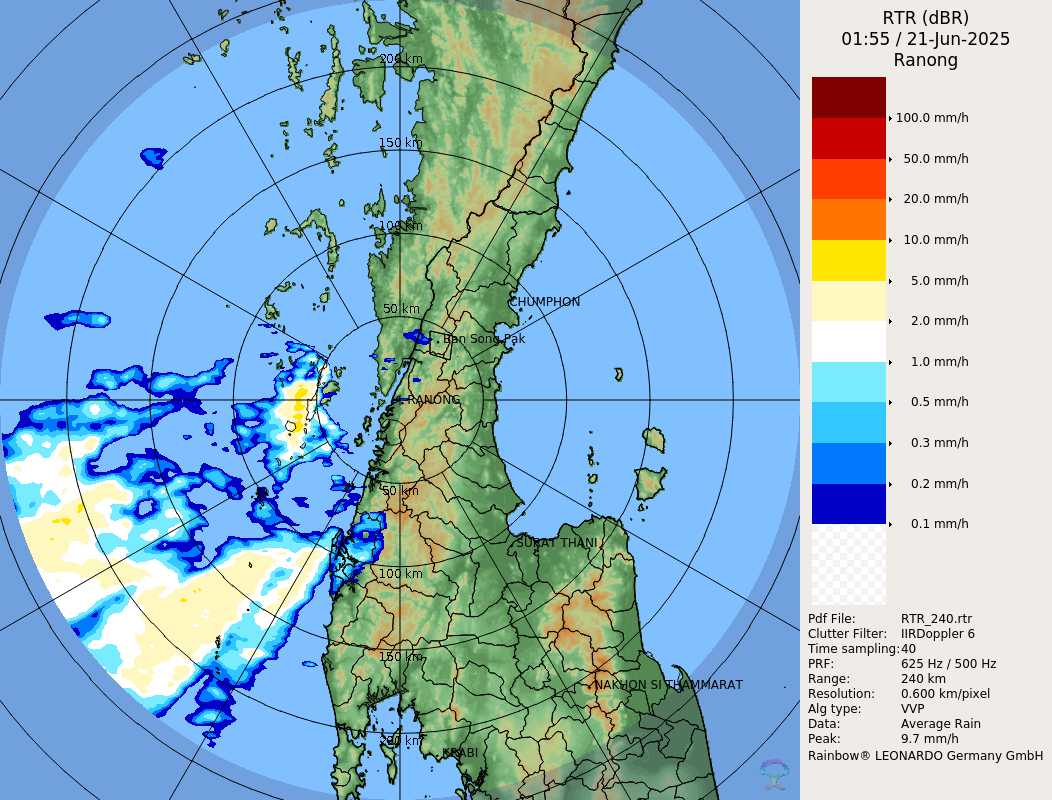 RTR (dBR)
01:55 / 21-Jun-2025
Ranong
100.0 mm/h
50.0 mm/h
20.0 mm/h
10.0 mm/h
5.0 mm/h
2.0 mm/h
1.0 mm/h
0.5 mm/h
0.3 mm/h
0.2 mm/h
0.1 mm/h
Pdf File: RTR_240.rtr
Clutter Filter: IIRDoppler 6
Time sampling:40
PRF: 625 Hz / 500 Hz
Range: 240 km
Resolution: 0.600 km/pixel
Alg type: VVP
Data: Average Rain
Peak: 9.7 mm/h
Rainbow® LEONARDO Germany GmbH
200 km
150 km
100 km
50 km
CHUMPHON
Ban Song Pak
RANONG
50 km
SURAT THANI
100 km
150 km
NAKHON SI THAMMARAT
200 km
KRABI